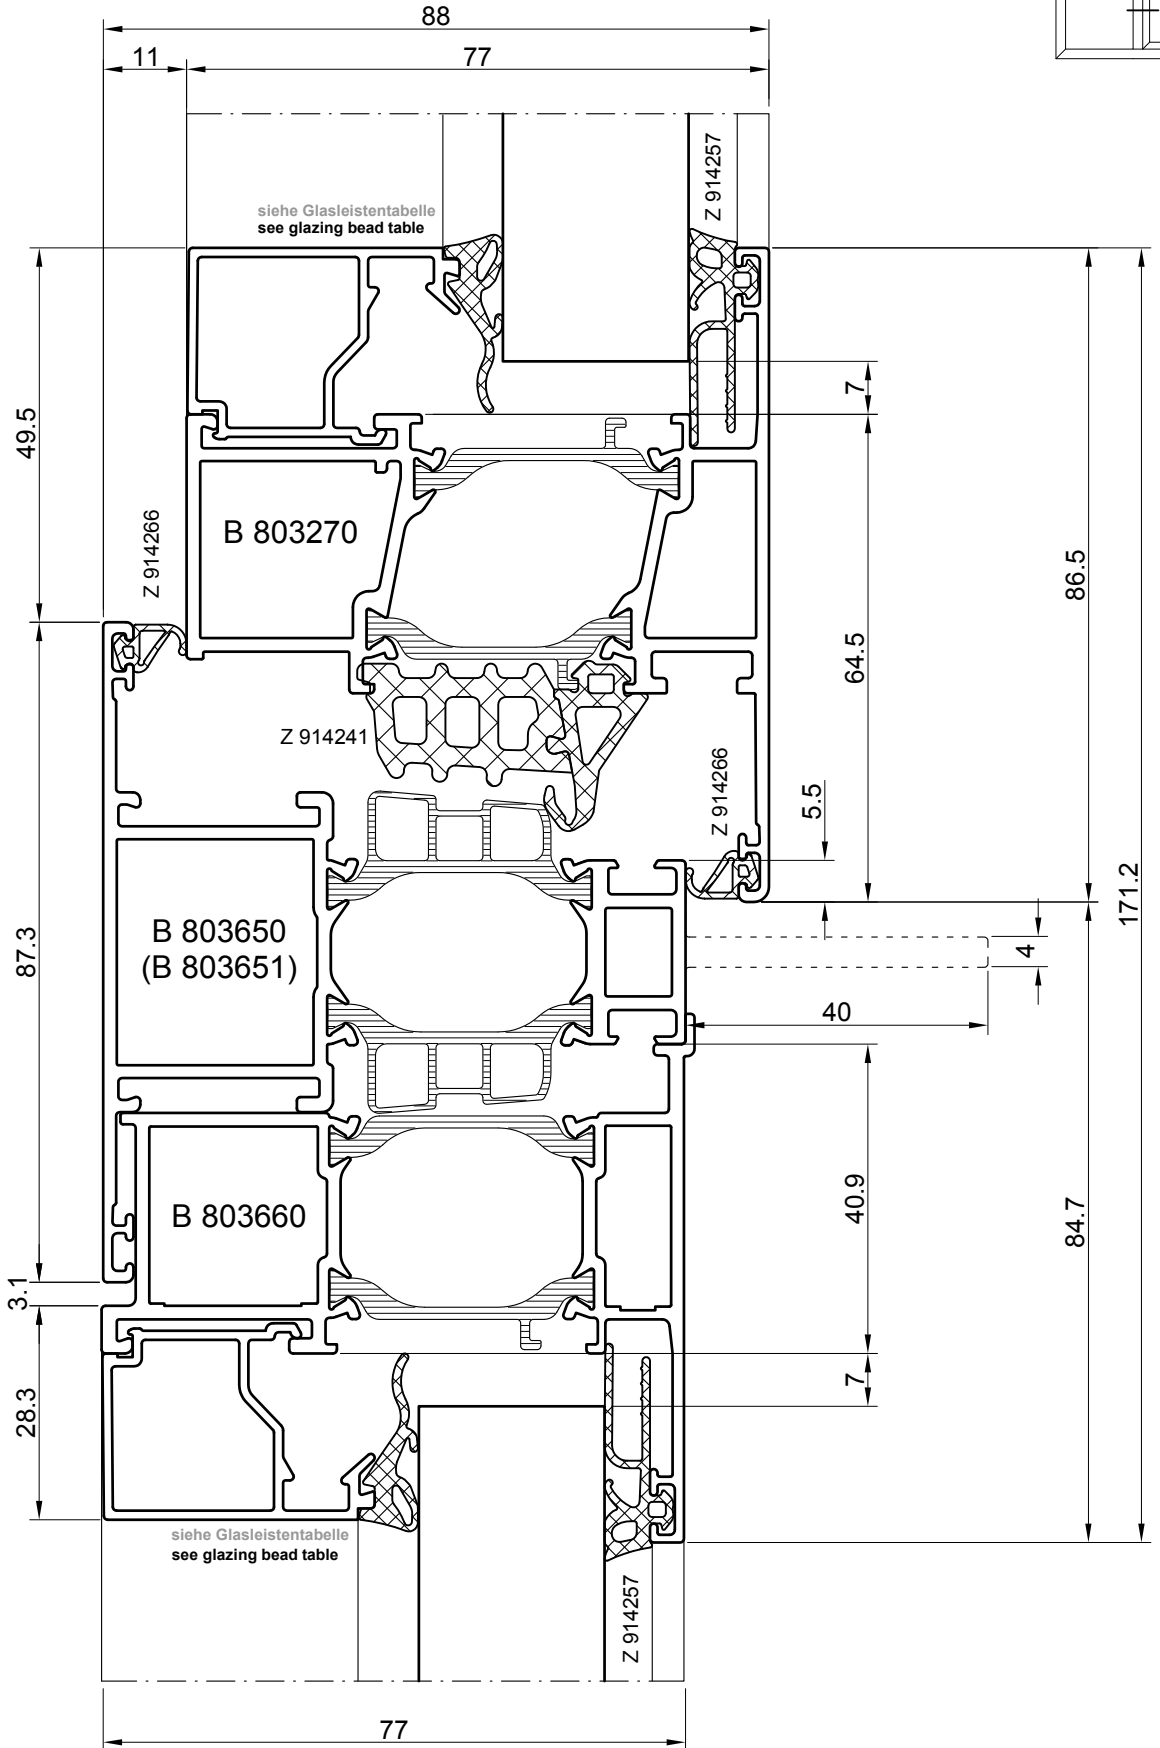 88
11
77
Z 914257
siehe Glasleistentabelle
see glazing bead table
7
49.5
Z 914266
B 803270
86.5
64.5
Z 914241
Z 914266
5.5
171.2
87.3
B 803650
(B 803651)
4
40
40.9
84.7
B 803660
3.1
7
28.3
siehe Glasleistentabelle
see glazing bead table
Z 914257
77